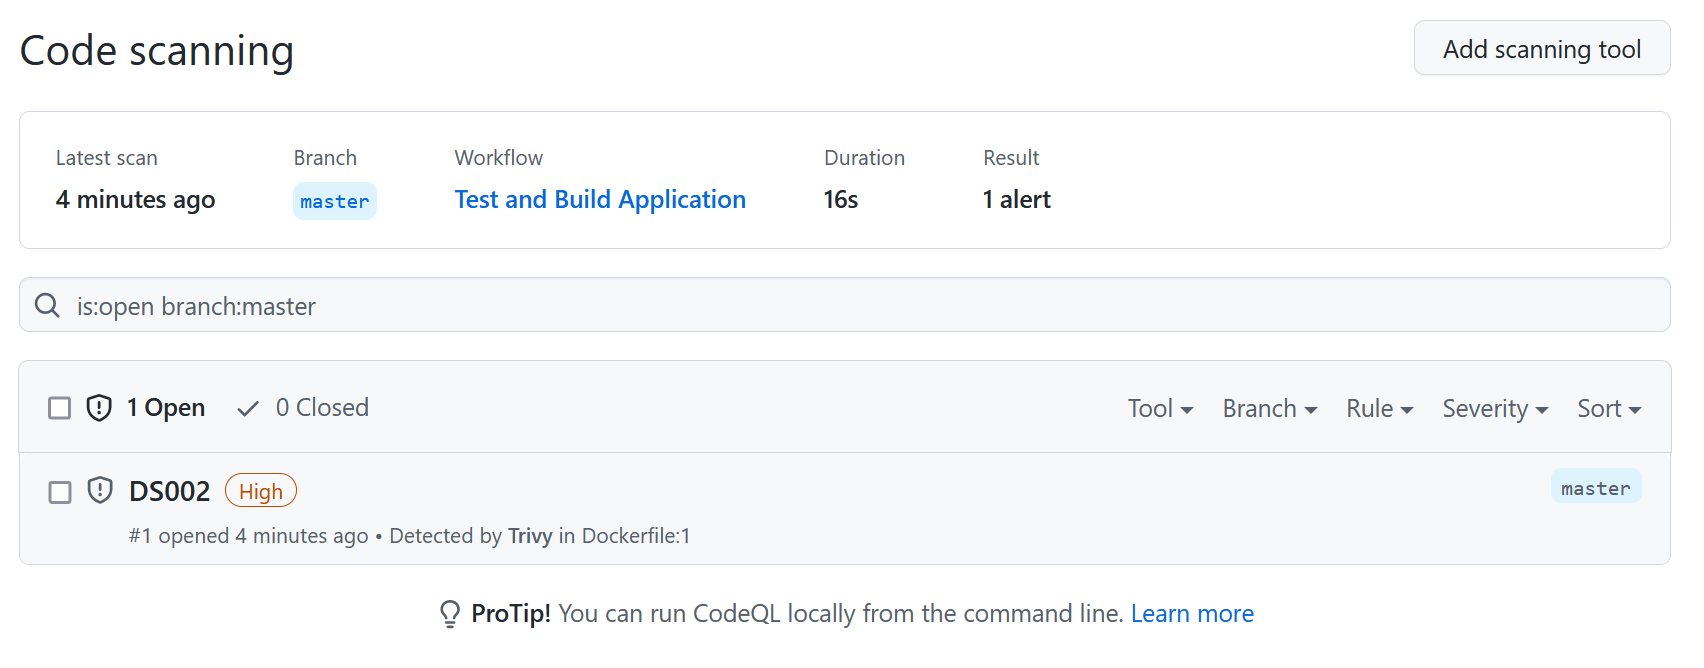 Code scanning
Add scanning tool
Latest scan
Branch
Workflow
Duration
Result
4 minutes ago
master
Test and Build Application
16s
1 alert
is:open branch:master
1 Open
0 Closed
Tool
Branch
Rule
Severity
Sort
DS002
High
master
#1 opened 4 minutes ago • Detected by Trivy in Dockerfile:1
ProTip! You can run CodeQL locally from the command line. Learn more